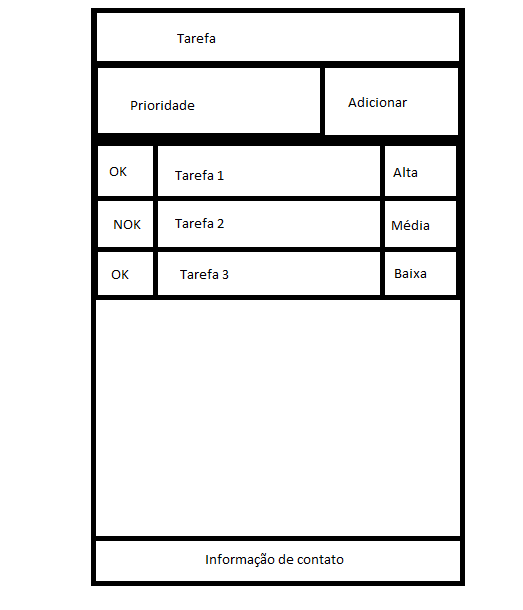 Tarefa
Prioridade
Adicionar
OK
Tarefa 1
Alta
NOK
Tarefa 2
Média
OK
Tarefa 3
Baixa
Informação de contato